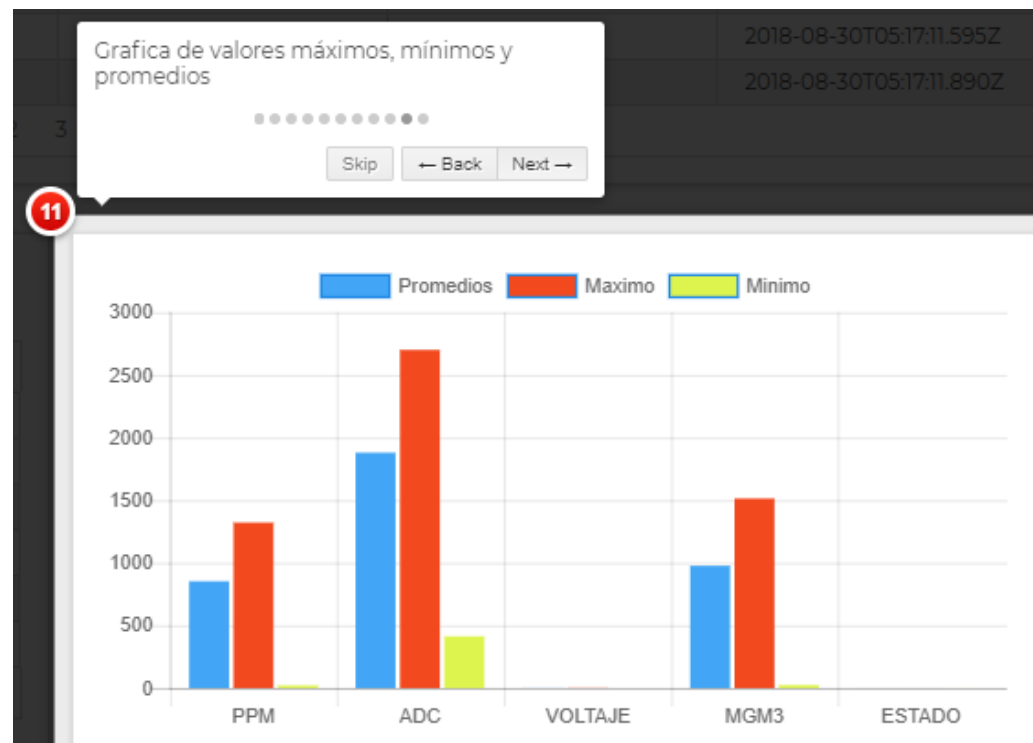 2018-08-30T05:17:11.595Z
2018-08-30T05:17:11.890Z
Grafica de valores máximos, mínimos y
promedios
Skip
← Back
Next →
2 3
11
Promedios Maximo Minimo
3000
2500
2000
1500
1000
500
0
PPM ADC VOLTAJE MGM3 ESTADO